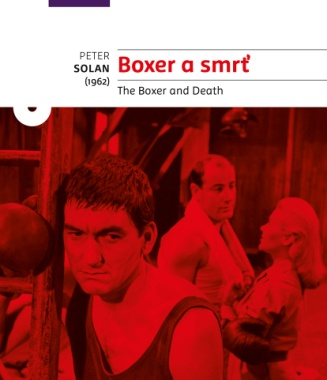 PETER
SOLAN
(1962)
Boxer a smrť
The Boxer and Death